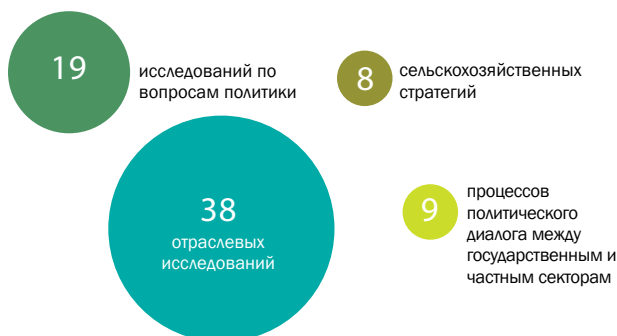 19
исследований по
вопросам политики
8
сельскохозяйственных
стратегий
38
отраслевых
исследований
9
процессов
политического
диалога между
государственным и
частным секторам